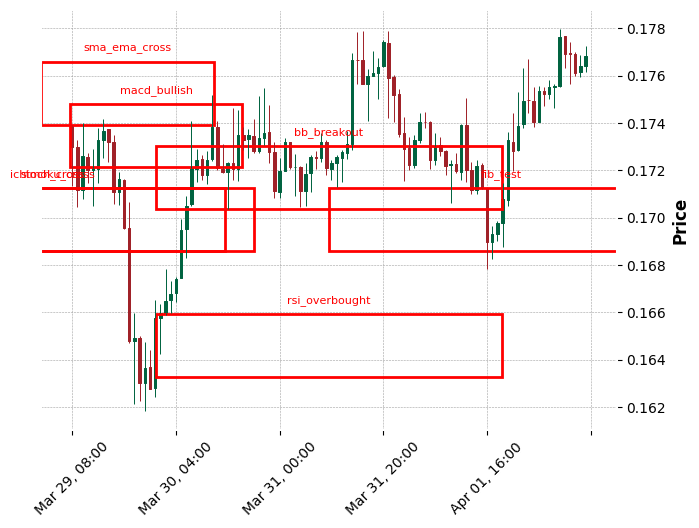 sma_ema_cross
macd_bullish
bb_breakout
fib_test
rsi_overbought
0.178
0.176
0.174
0.172
0.170
0.168
0.166
0.164
0.162
Price
Mar 29, 08:00
Mar 30, 04:00
Mar 31, 00:00
Mar 31, 20:00
Apr 01, 16:00